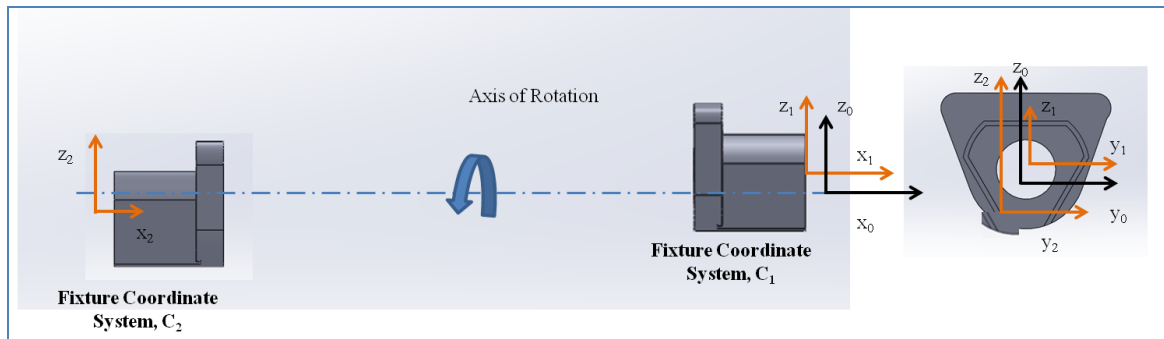 Axis of Rotation
z₂
x₂
Fixture Coordinate
System, C₂
z₁
z₀
x₁
x₀
Fixture Coordinate
System, C₁
z₂
z₀
z₁
y₁
y₀
y₂